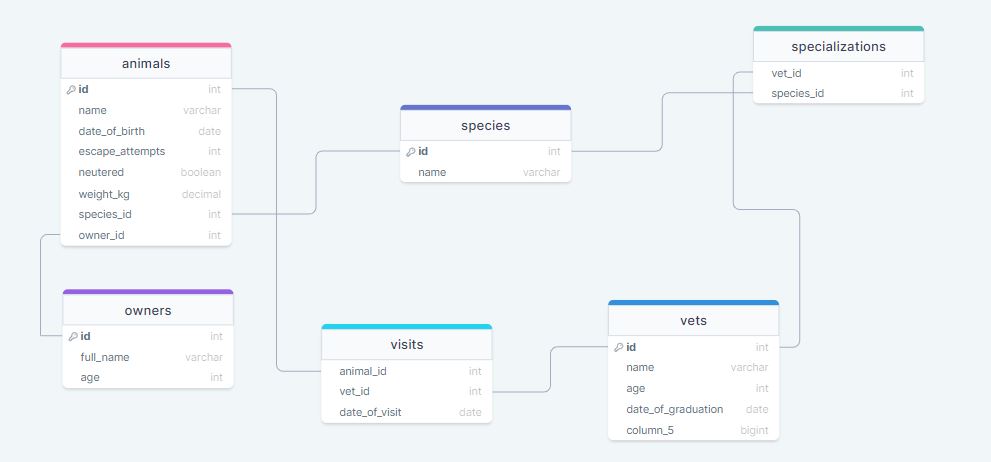 animals
id int
name varchar
date_of_birth date
escape_attempts int
neutered boolean
weight_kg decimal
species_id int
owner_id int
owners
id int
full_name varchar
age int
species
id int
name varchar
visits
animal_id int
vet_id int
date_of_visit date
specializations
vet_id int
species_id int
vets
id int
name varchar
age int
date_of_graduation date
column_5 bigint